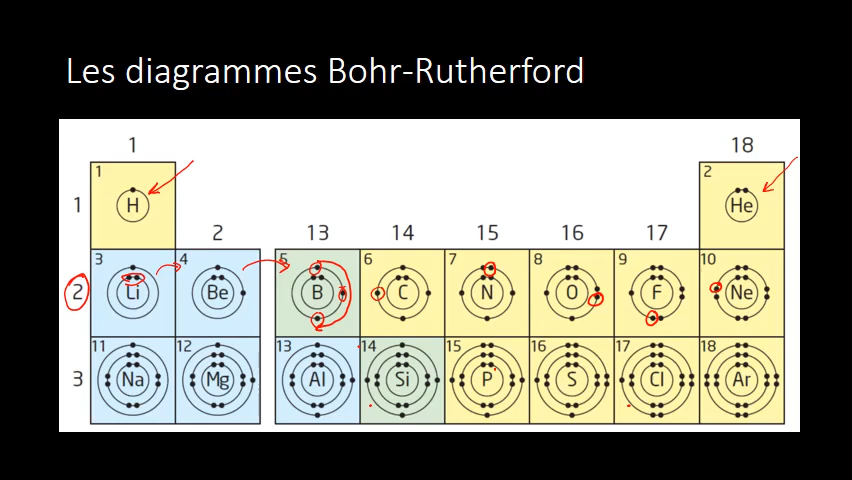 Les diagrammes Bohr-Rutherford
1 18
1 2
1 H He
2 13 14 15 16 17
3 4 5 6 7 8 9 10
2 Li Be B C N O F Ne
11 12 13 14 15 16 17 18
3 Na Mg Al Si P S Cl Ar